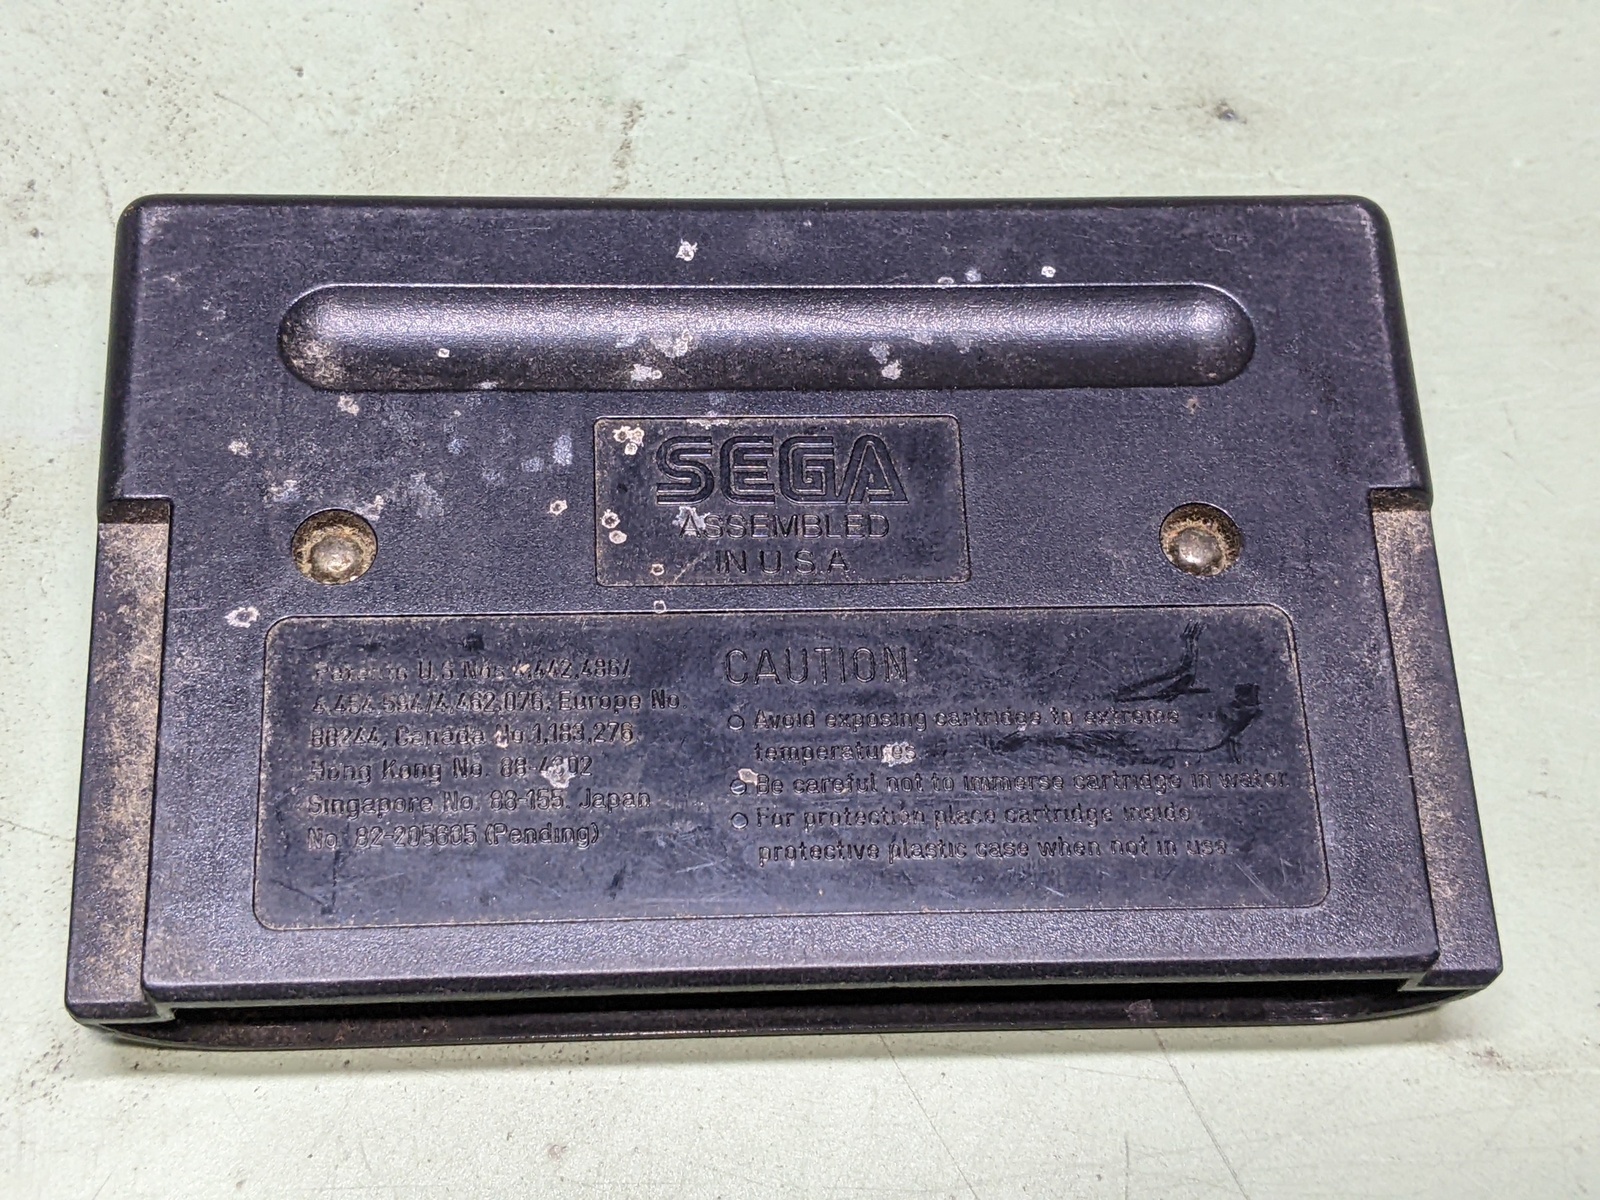 SEGA
ASSEMBLED
IN U.S.A.
Patents: U.S. Nos. 4,442,486/
4,454,594/4,462,076; Europe No.
80244, Canada No. 1,183,276
Hong Kong No. 88-4302
Singapore No. 88-155, Japan
No. 82-205605 (Pending)
CAUTION
Avoid exposing cartridge to extreme
temperatures.
Be careful not to immerse cartridge in water.
For protection place cartridge inside
protective plastic case when not in use.